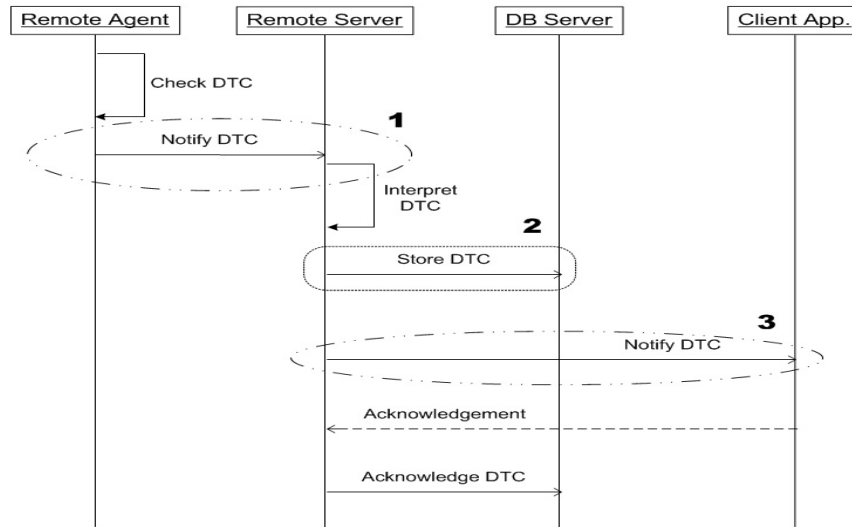 Remote Agent
Remote Server
DB Server
Client App.
Check DTC
1
Notify DTC
Interpret
DTC
2
Store DTC
3
Notify DTC
Acknowledgement
Acknowledge DTC